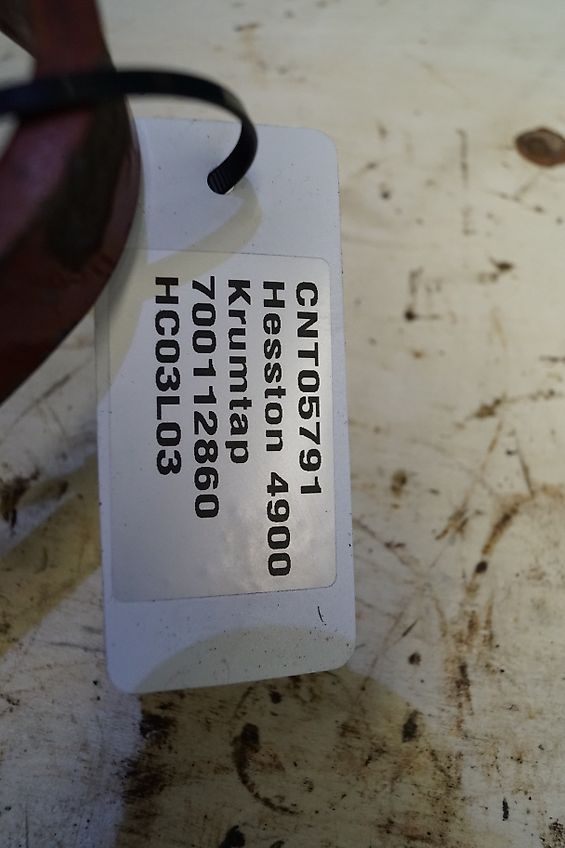 CNT05791
Hesston 4900
Krumtap
700112860
HC03L03